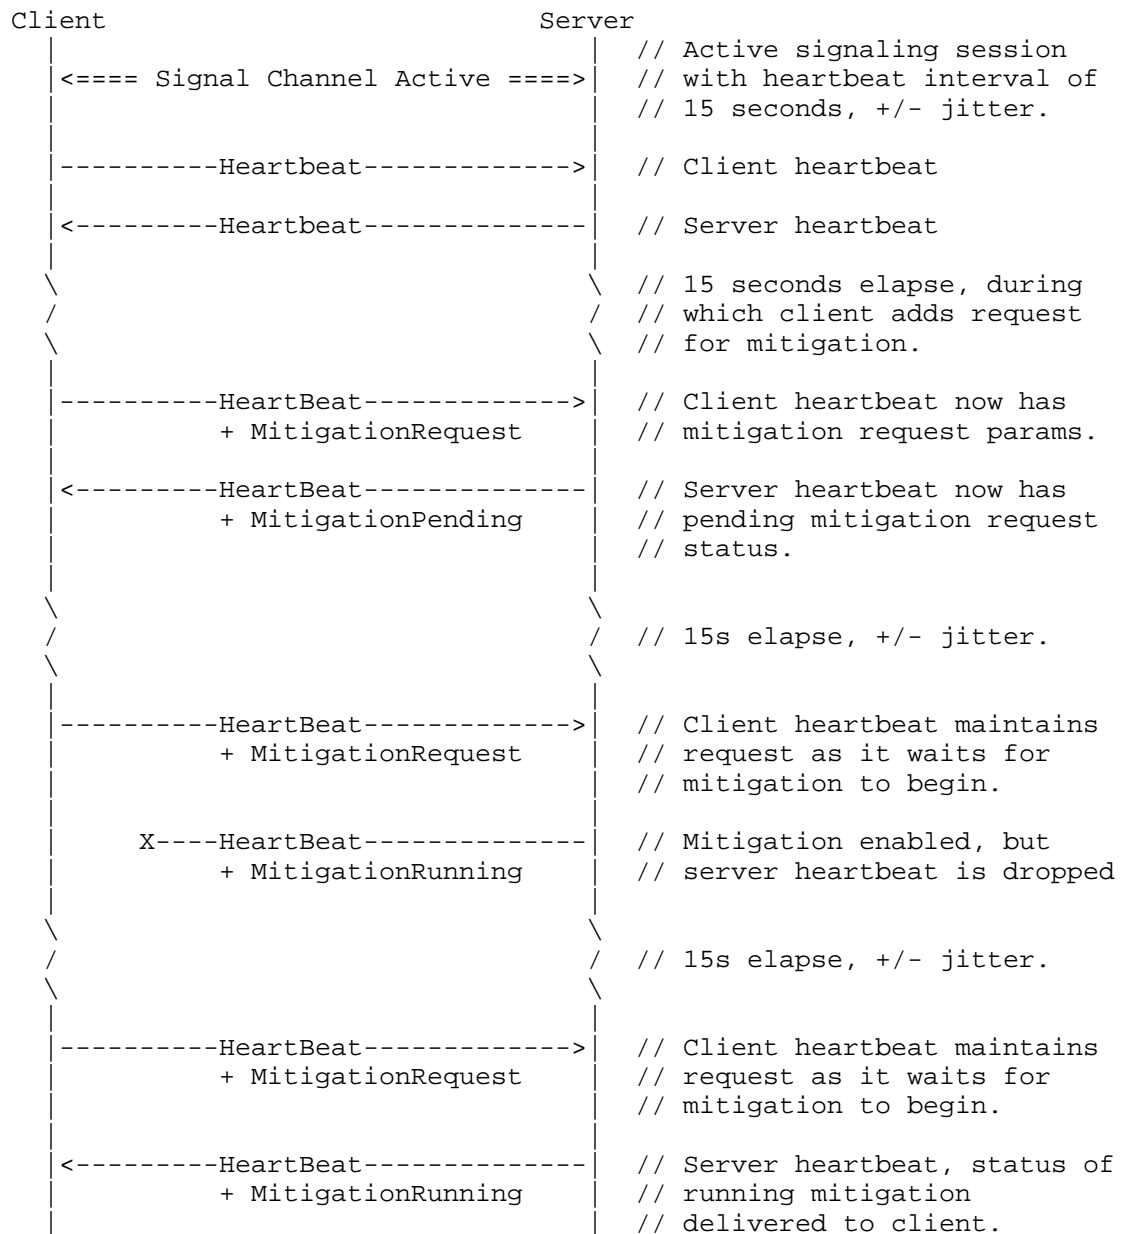 Client                           Server
  |                                 |  // Active signaling session
  |<==== Signal Channel Active ====>|  // with heartbeat interval of
  |                                 |  // 15 seconds, +/- jitter.
  |                                 |
  |----------Heartbeat------------->|  // Client heartbeat
  |                                 |
  |<---------Heartbeat--------------|  // Server heartbeat
  |                                 |
  \                                 \  // 15 seconds elapse, during
  /                                 /  // which client adds request
  \                                 \  // for mitigation.
  |                                 |
  |----------HeartBeat------------->|  // Client heartbeat now has
  |          + MitigationRequest    |  // mitigation request params.
  |                                 |
  |<---------HeartBeat--------------|  // Server heartbeat now has
  |          + MitigationPending    |  // pending mitigation request
  |                                 |  // status.
  |                                 |
  \                                 \
  /                                 /  // 15s elapse, +/- jitter.
  \                                 \
  |                                 |
  |----------HeartBeat------------->|  // Client heartbeat maintains
  |          + MitigationRequest    |  // request as it waits for
  |                                 |  // mitigation to begin.
  |                                 |
  |     X----HeartBeat--------------|  // Mitigation enabled, but
  |          + MitigationRunning    |  // server heartbeat is dropped
  |                                 |
  \                                 \
  /                                 /  // 15s elapse, +/- jitter.
  \                                 \
  |                                 |
  |----------HeartBeat------------->|  // Client heartbeat maintains
  |          + MitigationRequest    |  // request as it waits for
  |                                 |  // mitigation to begin.
  |                                 |
  |<---------HeartBeat--------------|  // Server heartbeat, status of
  |          + MitigationRunning    |  // running mitigation
  |                                 |  // delivered to client.